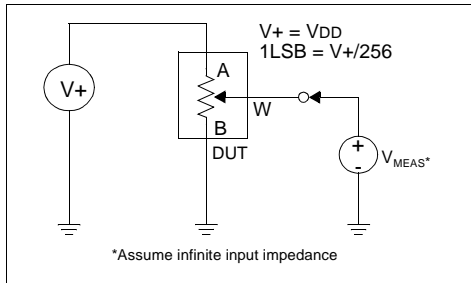 V+ = VDD
1LSB = V+/256
V+
A
W
B
DUT
+
-
VMEAS*
*Assume infinite input impedance